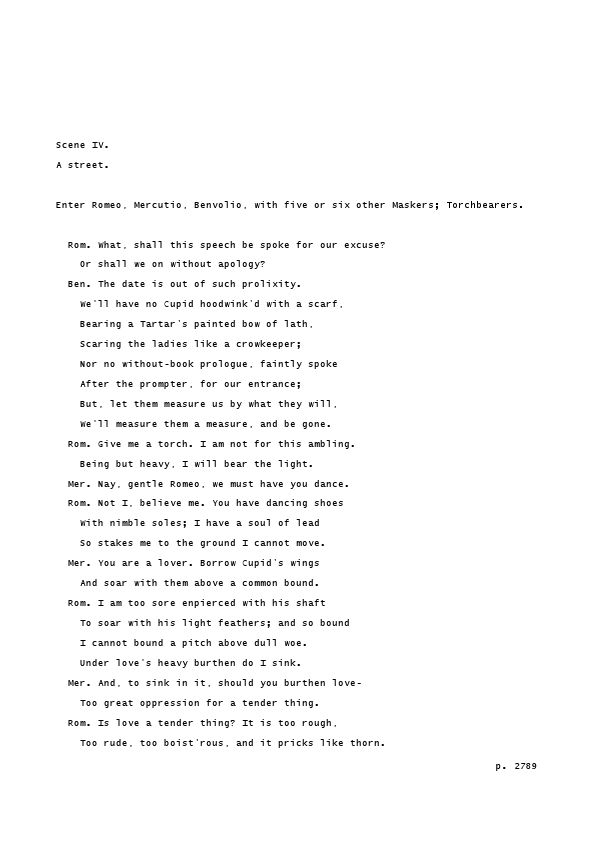 Scene IV.
A street.
Enter Romeo, Mercutio, Benvolio, with five or six other Maskers; Torchbearers.
Rom. What, shall this speech be spoke for our excuse?
Or shall we on without apology?
Ben. The date is out of such prolixity.
We'll have no Cupid hoodwink'd with a scarf,
Bearing a Tartar's painted bow of lath,
Scaring the ladies like a crowkeeper;
Nor no without-book prologue, faintly spoke
After the prompter, for our entrance;
But, let them measure us by what they will,
We'll measure them a measure, and be gone.
Rom. Give me a torch. I am not for this ambling.
Being but heavy, I will bear the light.
Mer. Nay, gentle Romeo, we must have you dance.
Rom. Not I, believe me. You have dancing shoes
With nimble soles; I have a soul of lead
So stakes me to the ground I cannot move.
Mer. You are a lover. Borrow Cupid's wings
And soar with them above a common bound.
Rom. I am too sore enpierced with his shaft
To soar with his light feathers; and so bound
I cannot bound a pitch above dull woe.
Under love's heavy burthen do I sink.
Mer. And, to sink in it, should you burthen love-
Too great oppression for a tender thing.
Rom. Is love a tender thing? It is too rough,
Too rude, too boist'rous, and it pricks like thorn.
p. 2789